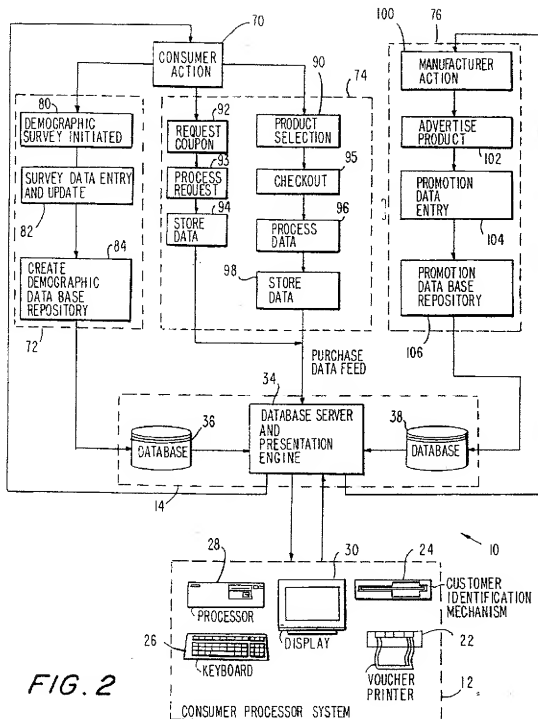 70
CONSUMER
ACTION
100
76
MANUFACTURER
ACTION
80
DEMOGRAPHIC
SURVEY INITIATED
SURVEY DATA ENTRY
AND UPDATE
82
84
CREATE
DEMOGRAPHIC
DATA BASE
REPOSITORY
72
92
REQUEST
COUPON
93
PROCESS
REQUEST
94
STORE
DATA
90
74
PRODUCT
SELECTION
95
CHECKOUT
96
PROCESS
DATA
98
STORE
DATA
ADVERTISE
PRODUCT
102
PROMOTION
DATA
ENTRY
104
PROMOTION
DATA BASE
REPOSITORY
106
PURCHASE
DATA FEED
34
DATABASE SERVER
AND
PRESENTATION
ENGINE
36
DATABASE
38
DATABASE
14
10
28
PROCESSOR
30
DISPLAY
24
CUSTOMER
IDENTIFICATION
MECHANISM
26
KEYBOARD
22
VOUCHER
PRINTER
12
CONSUMER PROCESSOR SYSTEM
FIG. 2